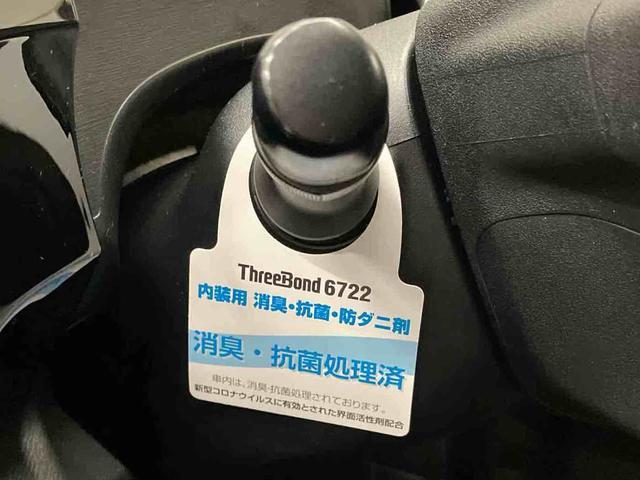 ThreeBond 6722
内装用 消臭・抗菌・防ダニ剤
消臭・抗菌処理済
車内は、消臭・抗菌処理されております。
新型コロナウイルスに有効とされた界面活性剤配合